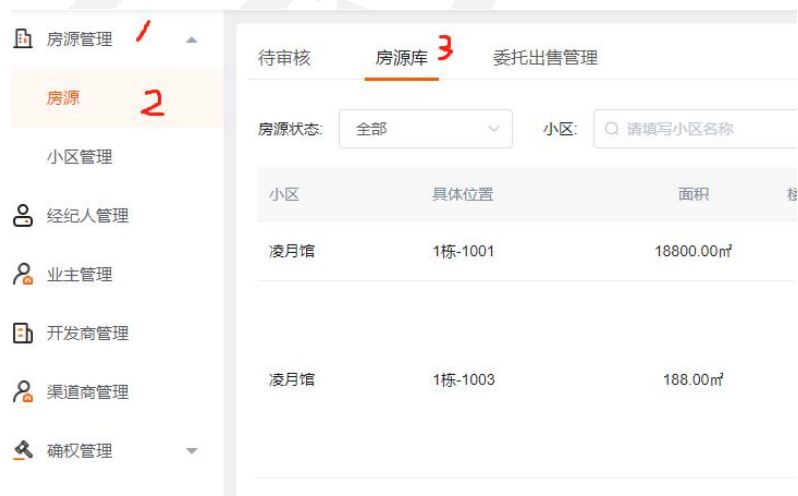 房源管理 1
房源 2
小区管理
经纪人管理
业主管理
开发商管理
渠道商管理
确权管理
待审核 房源库 3 委托出售管理
房源状态: 全部 小区: 请填写小区名称
小区 具体位置 面积
凌月馆 1栋-1001 18800.00㎡
凌月馆 1栋-1003 188.00㎡